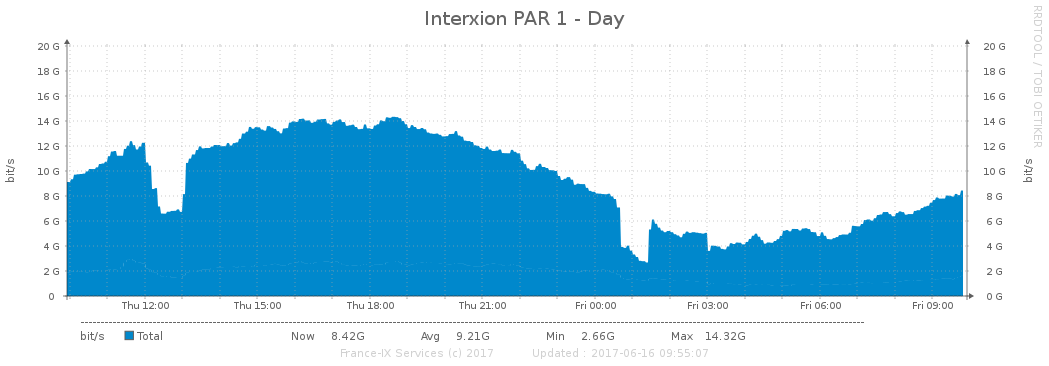 Interxion PAR 1 - Day
RRDTOOL / TOBI OETIKER
bit/s
20 G 20 G
18 G 18 G
16 G 16 G
14 G 14 G
12 G 12 G
10 G 10 G
8 G 8 G
6 G 6 G
4 G 4 G
2 G 2 G
0 0 G
bit/s
Thu 12:00 Thu 15:00 Thu 18:00 Thu 21:00 Fri 00:00 Fri 03:00 Fri 06:00 Fri 09:00
bit/s Total Now 8.42G Avg 9.21G Min 2.66G Max 14.32G
France-IX Services (c) 2017 Updated : 2017-06-16 09:55:07